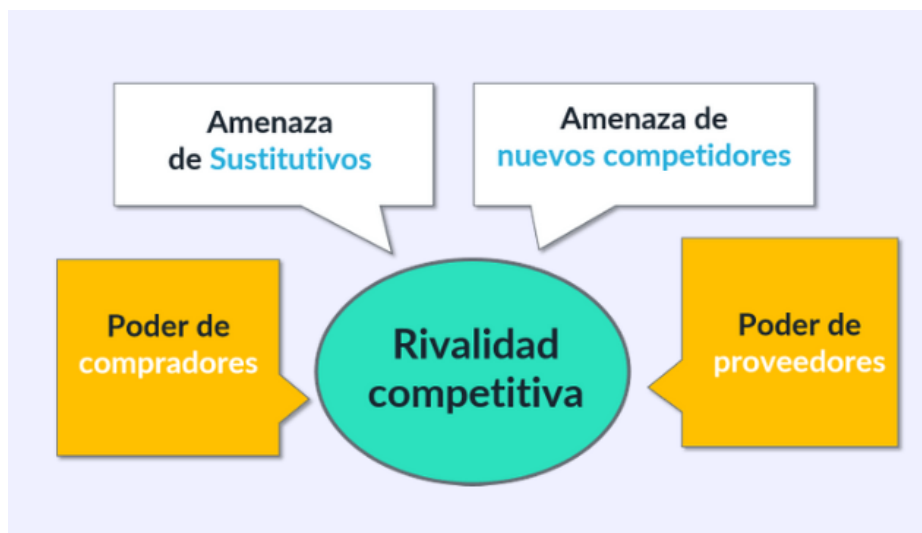 Amenaza
de Sustitutivos
Amenaza de
nuevos competidores
Poder de
compradores
Rivalidad
competitiva
Poder de
proveedores